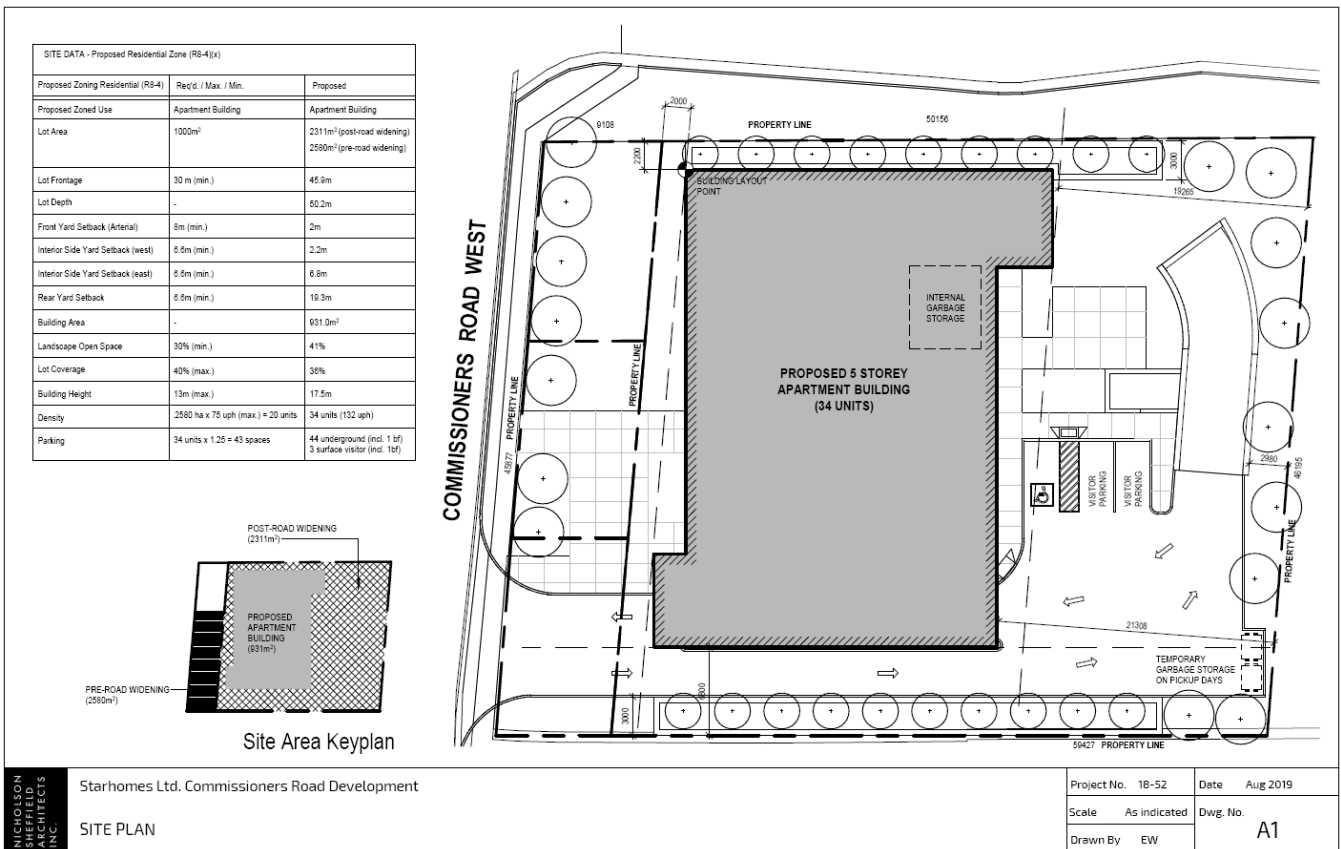 SITE DATA - Proposed Residential Zone (R8-4)(x)
Proposed Zoning Residential (R8-4) Req'd. / Max. / Min. Proposed
Proposed Zoned Use Apartment Building Apartment Building
Lot Area 1000m² 2311m² (post-road widening)
2580m² (pre-road widening)
Lot Frontage 30 m (min.) 45.9m
Lot Depth - 50.2m
Front Yard Setback (Arterial) 8m (min.) 2m
Interior Side Yard Setback (west) 6.6m (min.) 2.2m
Interior Side Yard Setback (east) 6.6m (min.) 6.8m
Rear Yard Setback 6.6m (min.) 19.3m
Building Area - 931.0m²
Landscape Open Space 30% (min.) 41%
Lot Coverage 40% (max.) 36%
Building Height 13m (max.) 17.5m
Density .2580 ha x 75 uph (max.) = 20 units 34 units (132 uph)
Parking 34 units x 1.25 = 43 spaces 44 underground (incl. 1 bf)
3 surface visitor (incl. 1bf)
POST-ROAD WIDENING
(2311m²)
PROPOSED
APARTMENT
BUILDING
(931m²)
PRE-ROAD WIDENING
(2580m²)
Site Area Keyplan
COMMISSIONERS ROAD WEST
2000
9108
PROPERTY LINE
50156
2200
3000
19265
BUILDING LAYOUT
POINT
INTERNAL
GARBAGE
STORAGE
PROPOSED 5 STOREY
APARTMENT BUILDING
(34 UNITS)
PROPERTY LINE
PROPERTY LINE
45877
VISITOR
PARKING
VISITOR
PARKING
2980
46195
PROPERTY LINE
21308
TEMPORARY
GARBAGE STORAGE
ON PICKUP DAYS
3000
6800
59427 PROPERTY LINE
NICHOLSON
SHEFFIELD
ARCHITECTS
INC.
Starhomes Ltd. Commissioners Road Development
SITE PLAN
Project No. 18-52
Date Aug 2019
Scale As indicated
Dwg. No.
A1
Drawn By EW